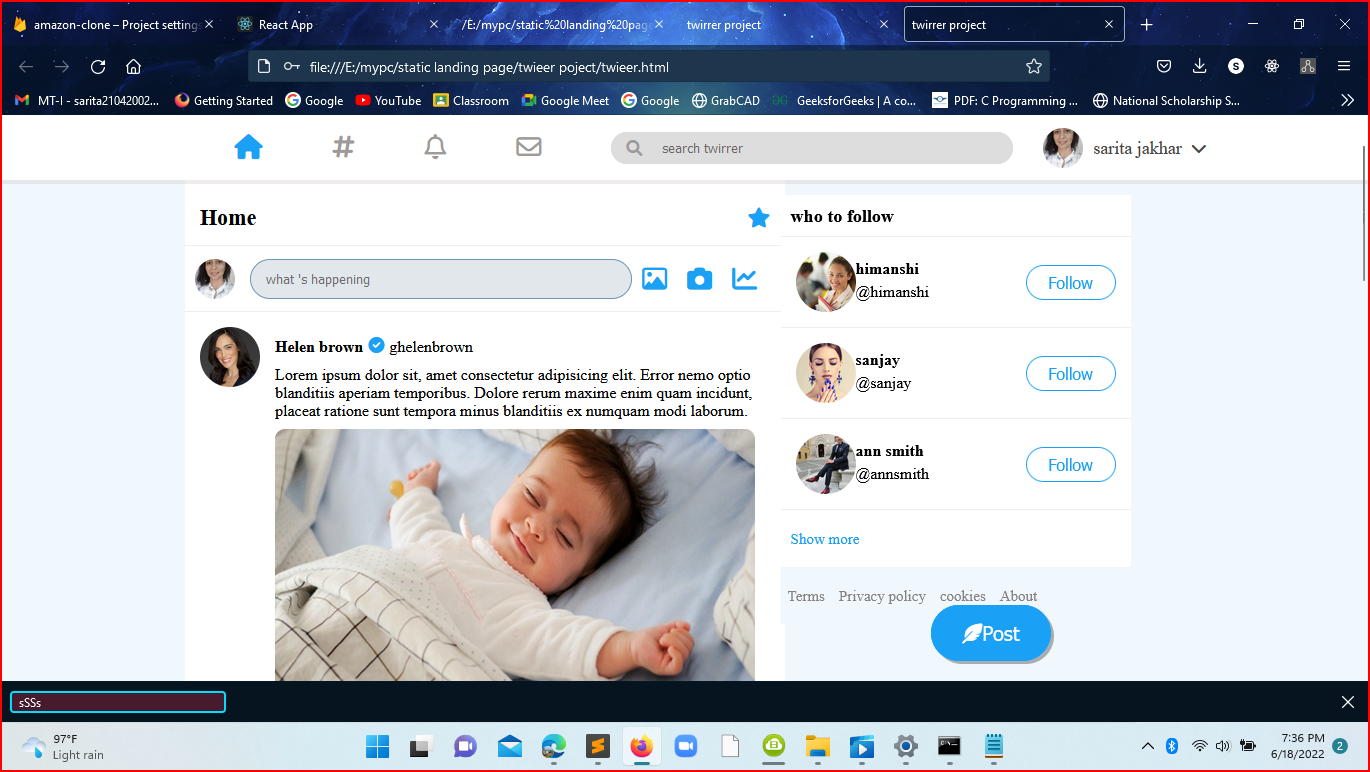 amazon-clone – Project settings
React App
/E:/mypc/static%20landing%20page
twirrer project
twirrer project
file:///E:/mypc/static landing page/twieer poject/twieer.html
S
MT-I - sarita21042002...
Getting Started
Google
YouTube
Classroom
Google Meet
Google
GrabCAD
GeeksforGeeks | A co...
PDF: C Programming ...
National Scholarship S...
#
search twirrer
sarita jakhar
Home
who to follow
what 's happening
himanshi
@himanshi
Follow
Helen brown ghelenbrown
Lorem ipsum dolor sit, amet consectetur adipisicing elit. Error nemo optio
blanditiis aperiam temporibus. Dolore rerum maxime enim quam incidunt,
placeat ratione sunt tempora minus blanditiis ex numquam modi laborum.
sanjay
@sanjay
Follow
ann smith
@annsmith
Follow
Show more
Terms Privacy policy cookies About
Post
sSSs
97°F
Light rain
7:36 PM
6/18/2022
2